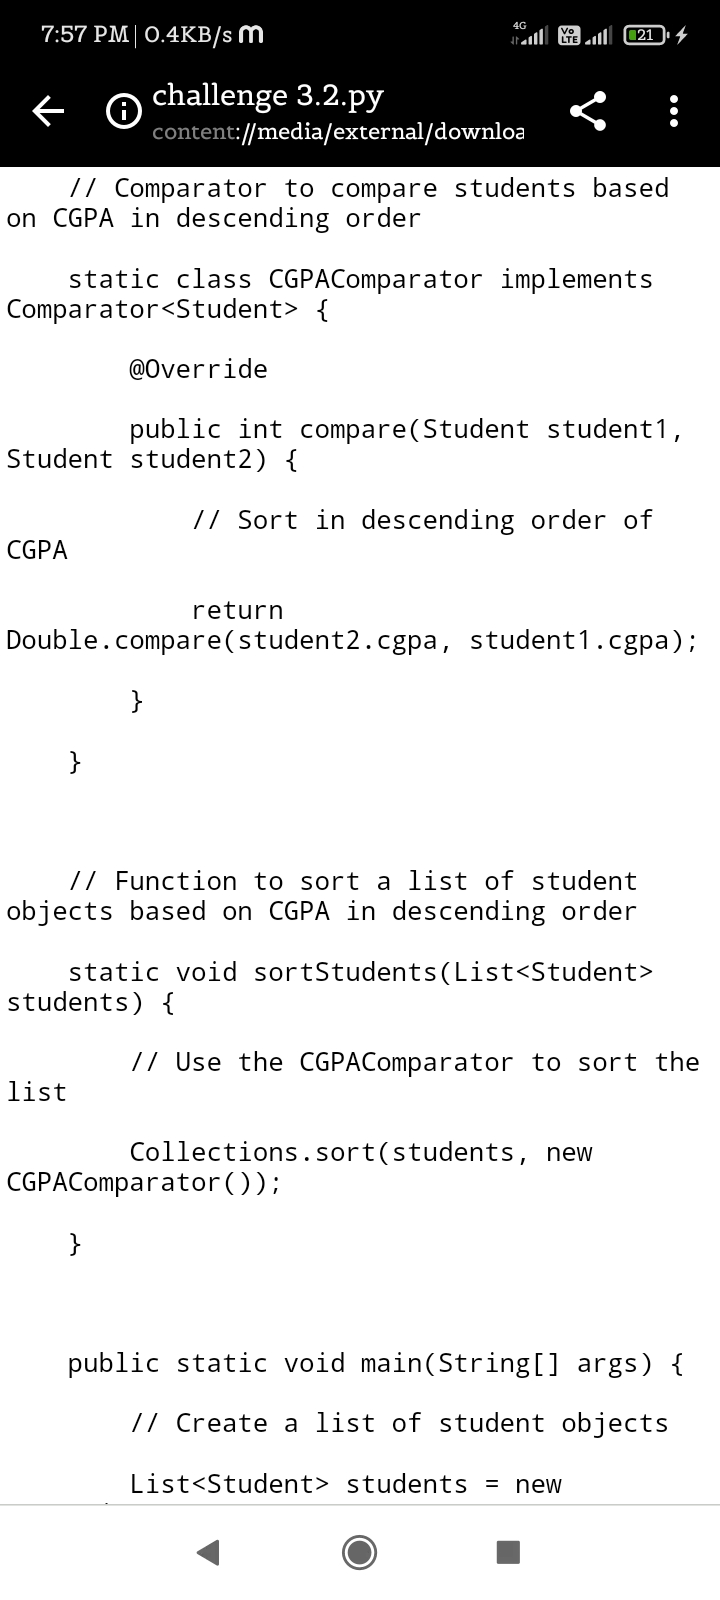 7:57 PM | 0.4KB/s m 4G Vo LTE 21
challenge 3.2.py
content://media/external/downloa
// Comparator to compare students based
on CGPA in descending order
static class CGPAComparator implements
Comparator<Student> {
@Override
public int compare(Student student1,
Student student2) {
// Sort in descending order of
CGPA
return
Double.compare(student2.cgpa, student1.cgpa);
}
}
// Function to sort a list of student
objects based on CGPA in descending order
static void sortStudents(List<Student>
students) {
// Use the CGPAComparator to sort the
list
Collections.sort(students, new
CGPAComparator());
}
public static void main(String[] args) {
// Create a list of student objects
List<Student> students = new